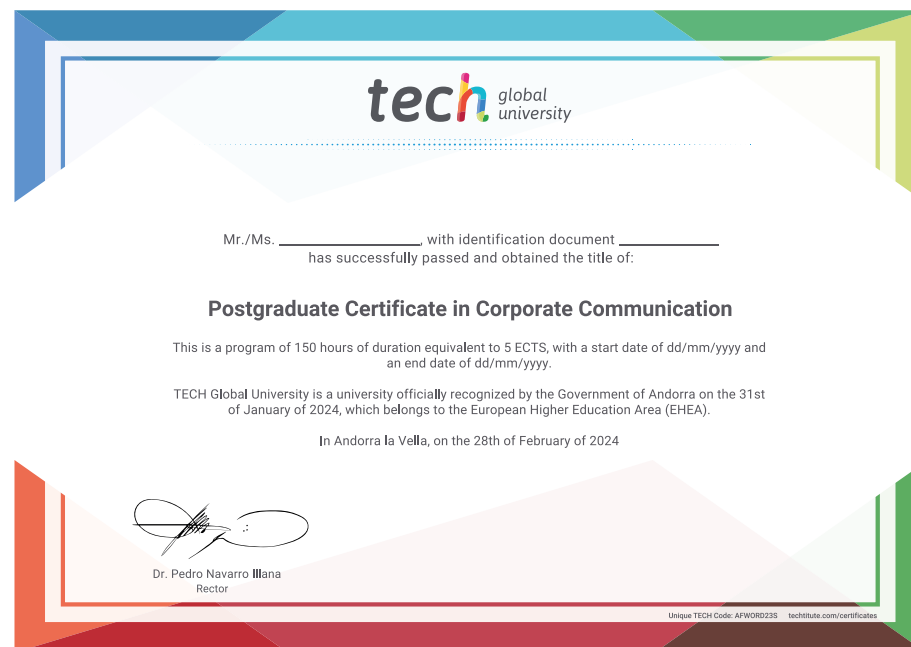 tech global
university
Mr./Ms. ____________________, with identification document ______________
has successfully passed and obtained the title of:
Postgraduate Certificate in Corporate Communication
This is a program of 150 hours of duration equivalent to 5 ECTS, with a start date of dd/mm/yyyy and
an end date of dd/mm/yyyy.
TECH Global University is a university officially recognized by the Government of Andorra on the 31st
of January of 2024, which belongs to the European Higher Education Area (EHEA).
In Andorra la Vella, on the 28th of February of 2024
Dr. Pedro Navarro Illana
Rector
Unique TECH Code: AFWORD23S techtitute.com/certificates